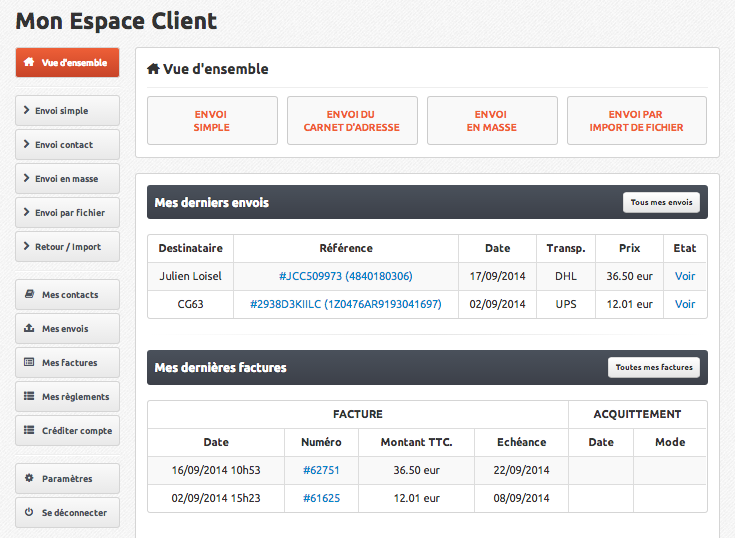 Mon Espace Client
Vue d'ensemble
Envoi simple
Envoi contact
Envoi en masse
Envoi par fichier
Retour / Import
Mes contacts
Mes envois
Mes factures
Mes règlements
Créditer compte
Paramètres
Se déconnecter
Vue d'ensemble
ENVOI
SIMPLE
ENVOI DU
CARNET D'ADRESSE
ENVOI
EN MASSE
ENVOI PAR
IMPORT DE FICHIER
Mes derniers envois
Tous mes envois
Destinataire Référence Date Transp. Prix Etat
Julien Loisel #JCC509973 (4840180306) 17/09/2014 DHL 36.50 eur Voir
CG63 #2938D3KIILC (1Z0476AR9193041697) 02/09/2014 UPS 12.01 eur Voir
Mes dernières factures
Toutes mes factures
FACTURE ACQUITTEMENT
Date Numéro Montant TTC. Echéance Date Mode
16/09/2014 10h53 #62751 36.50 eur 22/09/2014
02/09/2014 15h23 #61625 12.01 eur 08/09/2014